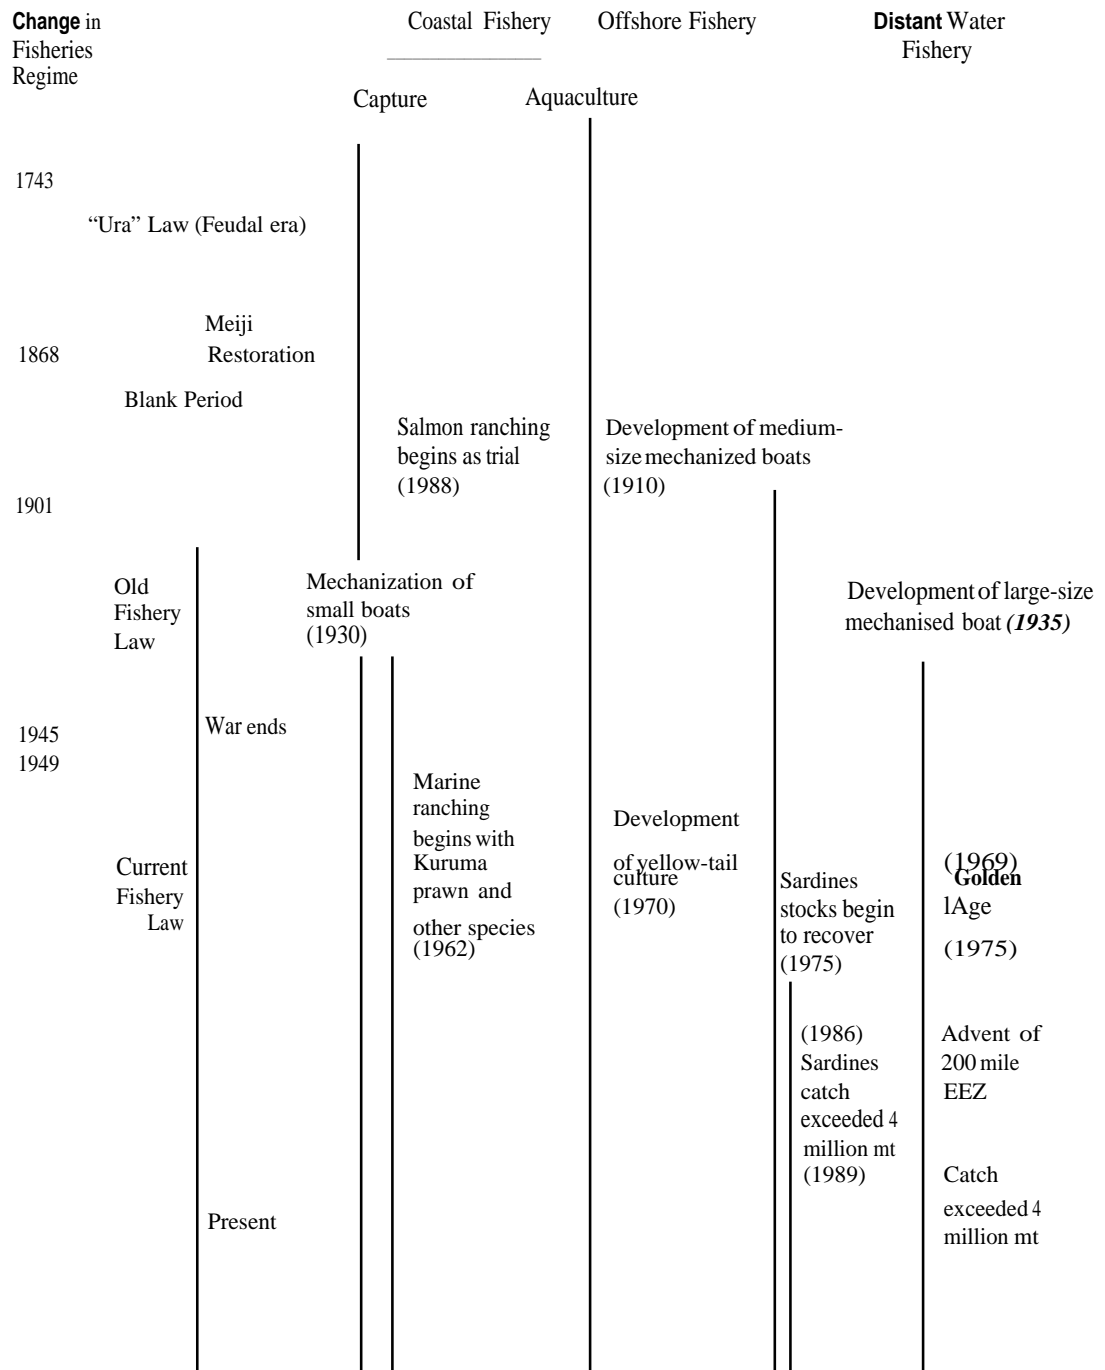 Change in
Fisheries
Regime
Coastal Fishery
Offshore Fishery
Distant Water
Fishery
Capture
Aquaculture
1743
“Ura” Law (Feudal era)
Meiji
1868
Restoration
Blank Period
Salmon ranching
begins as trial
(1988)
Development of medium-
size mechanized boats
(1910)
1901
Old
Fishery
Law
Mechanization of
small boats
(1930)
Development of large-size
mechanised boat (1935)
War ends
1945
1949
Marine
ranching
begins with
Kuruma
prawn and
other species
(1962)
Development
of yellow-tail
culture
(1970)
Current
Fishery
Law
Sardines
stocks begin
to recover
(1975)
(1969)
Golden
lAge
(1975)
(1986)
Sardines
catch
exceeded 4
million mt
(1989)
Advent of
200 mile
EEZ
Catch
exceeded 4
million mt
Present